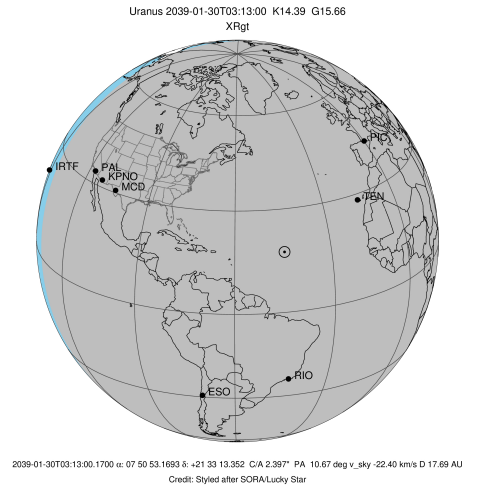 Uranus 2039-01-30T03:13:00 K14.39 G15.66
XRgt
PIC
IRTF
PAL
KPNO
MCD
TEN
RIO
ESO
2039-01-30T03:13:00.1700 α: 07 50 53.1693 δ: +21 33 13.352 C/A 2.397" PA 10.67 deg v_sky -22.40 km/s D 17.69 AU
Credit: Styled after SORA/Lucky Star